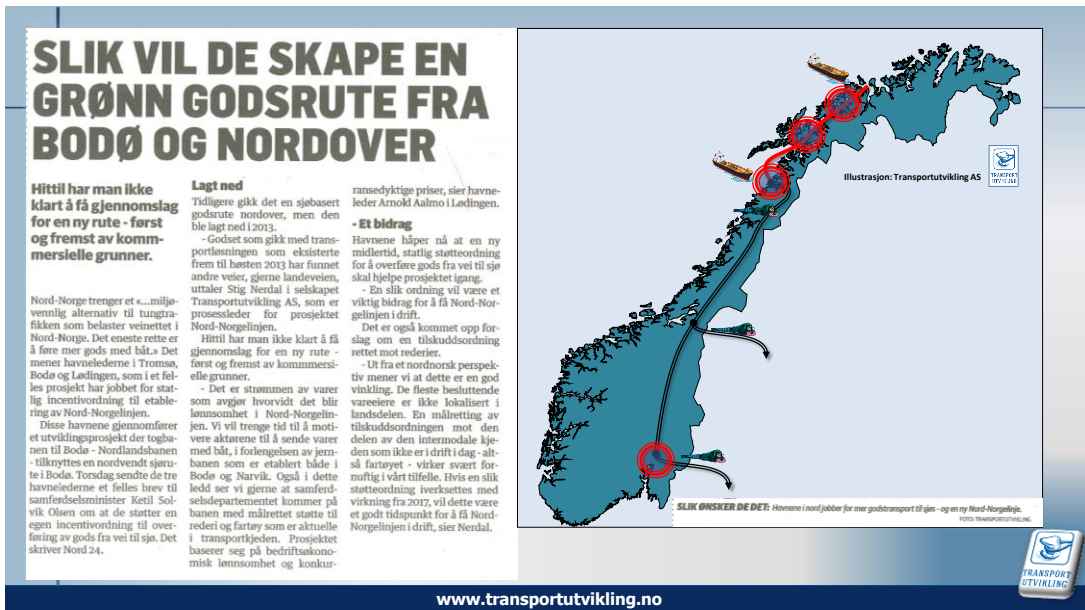 SLIK VIL DE SKAPE EN
GRØNN GODSRUTE FRA
BODØ OG NORDOVER
Hittil har man ikke
klart å få gjennomslag
for en ny rute - først
og fremst av komm-
mersielle grunner.
Nord-Norge trenger et «...miljø-
vennlig alternativ til tungtra-
fikken som belaster veinettet i
Nord-Norge. Det eneste rette er
å føre mer gods med båt.» Det
mener havnelederne i Tromsø,
Bodø og Lødingen, som i et fel-
les prosjekt har jobbet for stat-
lig incentivordning til etable-
ring av Nord-Norgelinjen.
Disse havnene gjennomfører
et utviklingsprosjekt der togba-
nen til Bodø - Nordlandsbanen
- tilknyttes en nordvendt sjøru-
te i Bodø. Torsdag sendte de tre
havnelederne et felles brev til
samferdselsminister Ketil Sol-
vik Olsen om at de støtter en
egen incentivordning til over-
føring av gods fra vei til sjø. Det
skriver Nord 24.
Lagt ned
Tidligere gikk det en sjøbasert
godsrute nordover, men den
ble lagt ned i 2013.
- Godset som gikk med trans-
portløsningen som eksisterte
frem til høsten 2013 har funnet
andre veier, gjerne landeveien,
uttaler Stig Nerdal i selskapet
Transportutvikling AS, som er
prosessleder for prosjektet
Nord-Norgelinjen.
Hittil har man ikke klart å få
gjennomslag for en ny rute -
først og fremst av kommmersi-
elle grunner.
- Det er strømmen av varer
som avgjør hvorvidt det blir
lønnsomhet i Nord-Norgelin-
jen. Vi vil trenge tid til å moti-
vere aktørene til å sende varer
med båt, i forlengelsen av jern-
banen som er etablert både i
Bodø og Narvik. Også i dette
ledd ser vi gjerne at samferd-
selsdepartementet kommer på
banen med målrettet støtte til
rederi og fartøy som er aktuelle
i transportkjeden. Prosjektet
baserer seg på bedriftsøkono-
misk lønnsomhet og konkur-
ransedyktige priser, sier havne-
leder Arnold Aalmo i Lødingen.
- Et bidrag
Havnene håper nå at en ny
midlertid, statlig støtteordning
for å overføre gods fra vei til sjø
skal hjelpe prosjektet igang.
- En slik ordning vil være et
viktig bidrag for å få Nord-Nor-
gelinjen i drift.
Det er også kommet opp for-
slag om en tilskuddsordning
rettet mot rederier.
- Ut fra et nordnorsk perspek-
tiv mener vi at dette er en god
vinkling. De fleste besluttende
vareeiere er ikke lokalisert i
landsdelen. En målretting av
tilskuddsordningen mot den
delen av den intermodale kje-
den som ikke er i drift i dag - alt-
så fartøyet - virker svært for-
nuftig i vårt tilfelle. Hvis en slik
støtteordning iverksettes med
virkning fra 2017, vil dette være
et godt tidspunkt for å få Nord-
Norgelinjen i drift, sier Nerdal.
Illustrasjon: Transportutvikling AS
TRANSPORT
UTVIKLING
SLIK ØNSKER DE DET: Havnene i nord jobber for mer godstransport til sjøs - og en ny Nord-Norgelinje.
FOTO: TRANSPORTUTVIKLING
TRANSPORT
UTVIKLING
www.transportutvikling.no